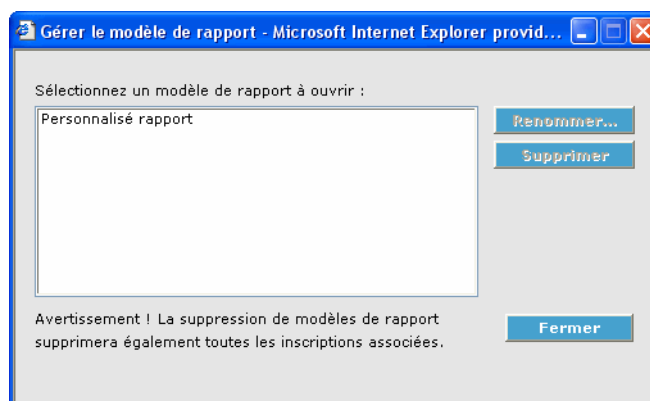 Gérer le modèle de rapport - Microsoft Internet Explorer provid...
Sélectionnez un modèle de rapport à ouvrir :
Personnalisé rapport
Renommer...
Supprimer
Avertissement ! La suppression de modèles de rapport
supprimera également toutes les inscriptions associées.
Fermer